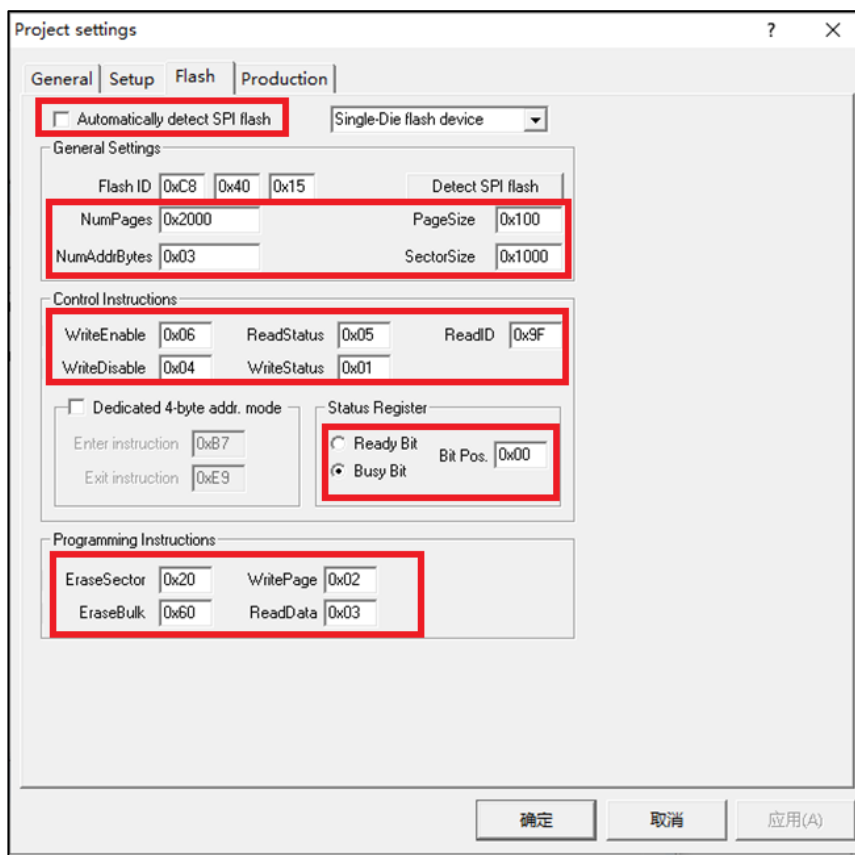 Project settings
General Setup Flash Production
Automatically detect SPI flash Single-Die flash device
General Settings
Flash ID 0xC8 0x40 0x15 Detect SPI flash
NumPages 0x2000 PageSize 0x100
NumAddrBytes 0x03 SectorSize 0x1000
Control Instructions
WriteEnable 0x06 ReadStatus 0x05 ReadID 0x9F
WriteDisable 0x04 WriteStatus 0x01
Dedicated 4-byte addr. mode Status Register
Enter instruction 0xB7 Ready Bit Bit Pos. 0x00
Exit instruction 0xE9 Busy Bit
Programming Instructions
EraseSector 0x20 WritePage 0x02
EraseBulk 0x60 ReadData 0x03
确定 取消 应用(A)